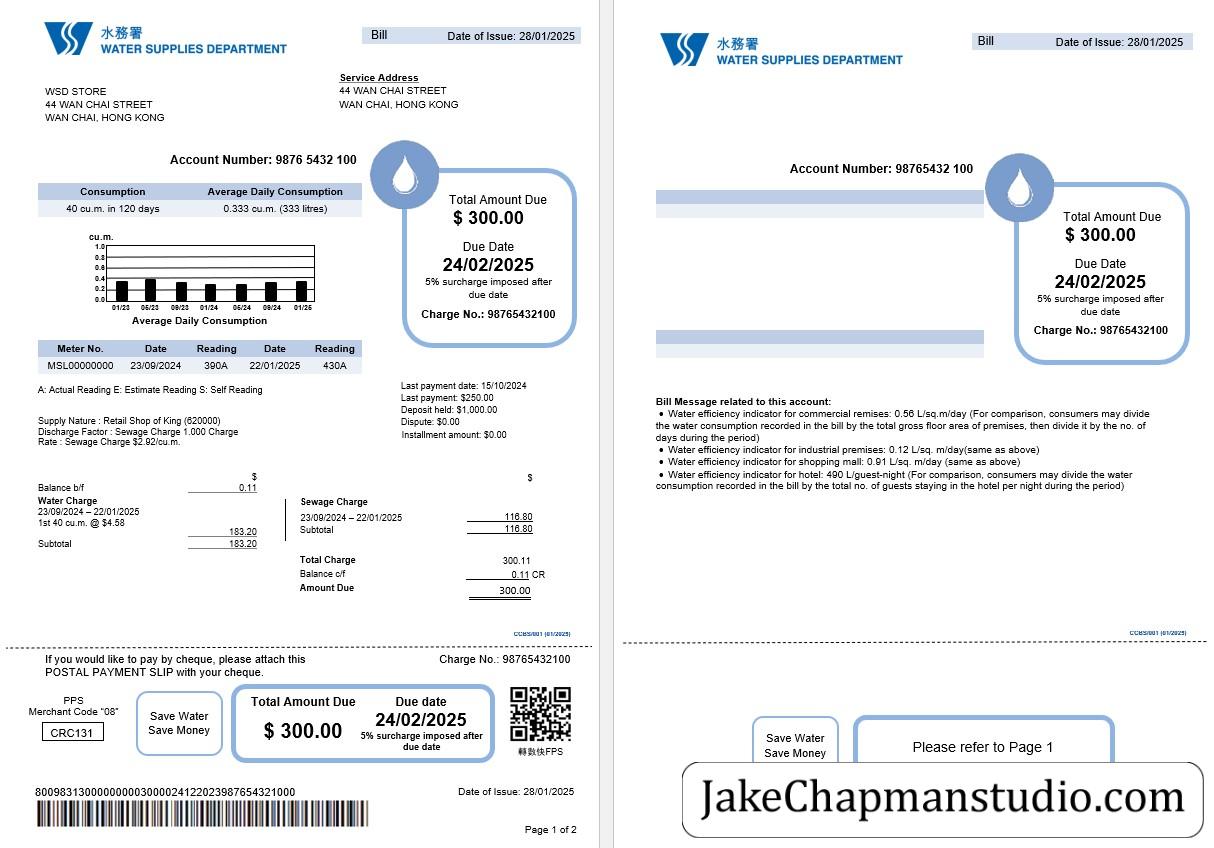 水務署
WATER SUPPLIES DEPARTMENT
Bill Date of Issue: 28/01/2025
Service Address
WSD STORE
44 WAN CHAI STREET
WAN CHAI, HONG KONG
44 WAN CHAI STREET
WAN CHAI, HONG KONG
Account Number: 9876 5432 100
Consumption Average Daily Consumption
40 cu.m. in 120 days 0.333 cu.m. (333 litres)
Total Amount Due
$ 300.00
Due Date
24/02/2025
5% surcharge imposed after
due date
Charge No.: 98765432100
cu.m.
1.0
0.8
0.6
0.4
0.2
0.0
01/23 05/23 09/23 01/24 05/24 09/24 01/25
Average Daily Consumption
Meter No. Date Reading Date Reading
MSL00000000 23/09/2024 390A 22/01/2025 430A
A: Actual Reading E: Estimate Reading S: Self Reading
Last payment date: 15/10/2024
Last payment: $250.00
Deposit held: $1,000.00
Dispute: $0.00
Installment amount: $0.00
Supply Nature : Retail Shop of King (620000)
Discharge Factor : Sewage Charge 1.000 Charge
Rate : Sewage Charge $2.92/cu.m.
$
Balance b/f 0.11
Water Charge
23/09/2024 – 22/01/2025
1st 40 cu.m. @ $4.58
183.20
Subtotal 183.20
$
Sewage Charge
23/09/2024 – 22/01/2025 116.80
Subtotal 116.80
Total Charge 300.11
Balance c/f 0.11 CR
Amount Due 300.00
CCBS/001 (01/2025)
If you would like to pay by cheque, please attach this
POSTAL PAYMENT SLIP with your cheque.
Charge No.: 98765432100
PPS
Merchant Code "08"
CRC131
Save Water
Save Money
Total Amount Due
$ 300.00
Due date
24/02/2025
5% surcharge imposed after
due date
轉數快FPS
800983130000000003000024122023987654321000
Date of Issue: 28/01/2025
Page 1 of 2
水務署
WATER SUPPLIES DEPARTMENT
Bill Date of Issue: 28/01/2025
Account Number: 98765432 100
Total Amount Due
$ 300.00
Due Date
24/02/2025
5% surcharge imposed after
due date
Charge No.: 98765432100
Bill Message related to this account:
• Water efficiency indicator for commercial remises: 0.56 L/sq.m/day (For comparison, consumers may divide
the water consumption recorded in the bill by the total gross floor area of premises, then divide it by the no. of
days during the period)
• Water efficiency indicator for industrial premises: 0.12 L/sq. m/day(same as above)
• Water efficiency indicator for shopping mall: 0.91 L/sq. m/day (same as above)
• Water efficiency indicator for hotel: 490 L/guest-night (For comparison, consumers may divide the water
consumption recorded in the bill by the total no. of guests staying in the hotel per night during the period)
CCBS/001 (01/2025)
Save Water
Save Money
Please refer to Page 1
JakeChapmanstudio.com